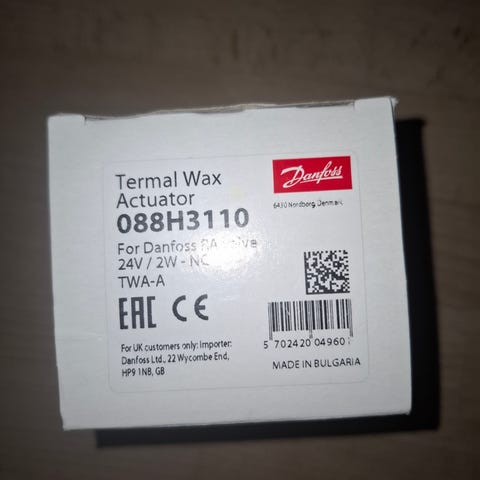 Termal Wax
Actuator
088H3110
For Danfoss RA
24V / 2W - NC
TWA-A
EAC CE
For UK customers only: Importer:
Danfoss Ltd., 22 Wycombe End,
HP9 1NB, GB
Danfoss
6430 Nordborg, Denmark
5 702420 04960
MADE IN BULGARIA